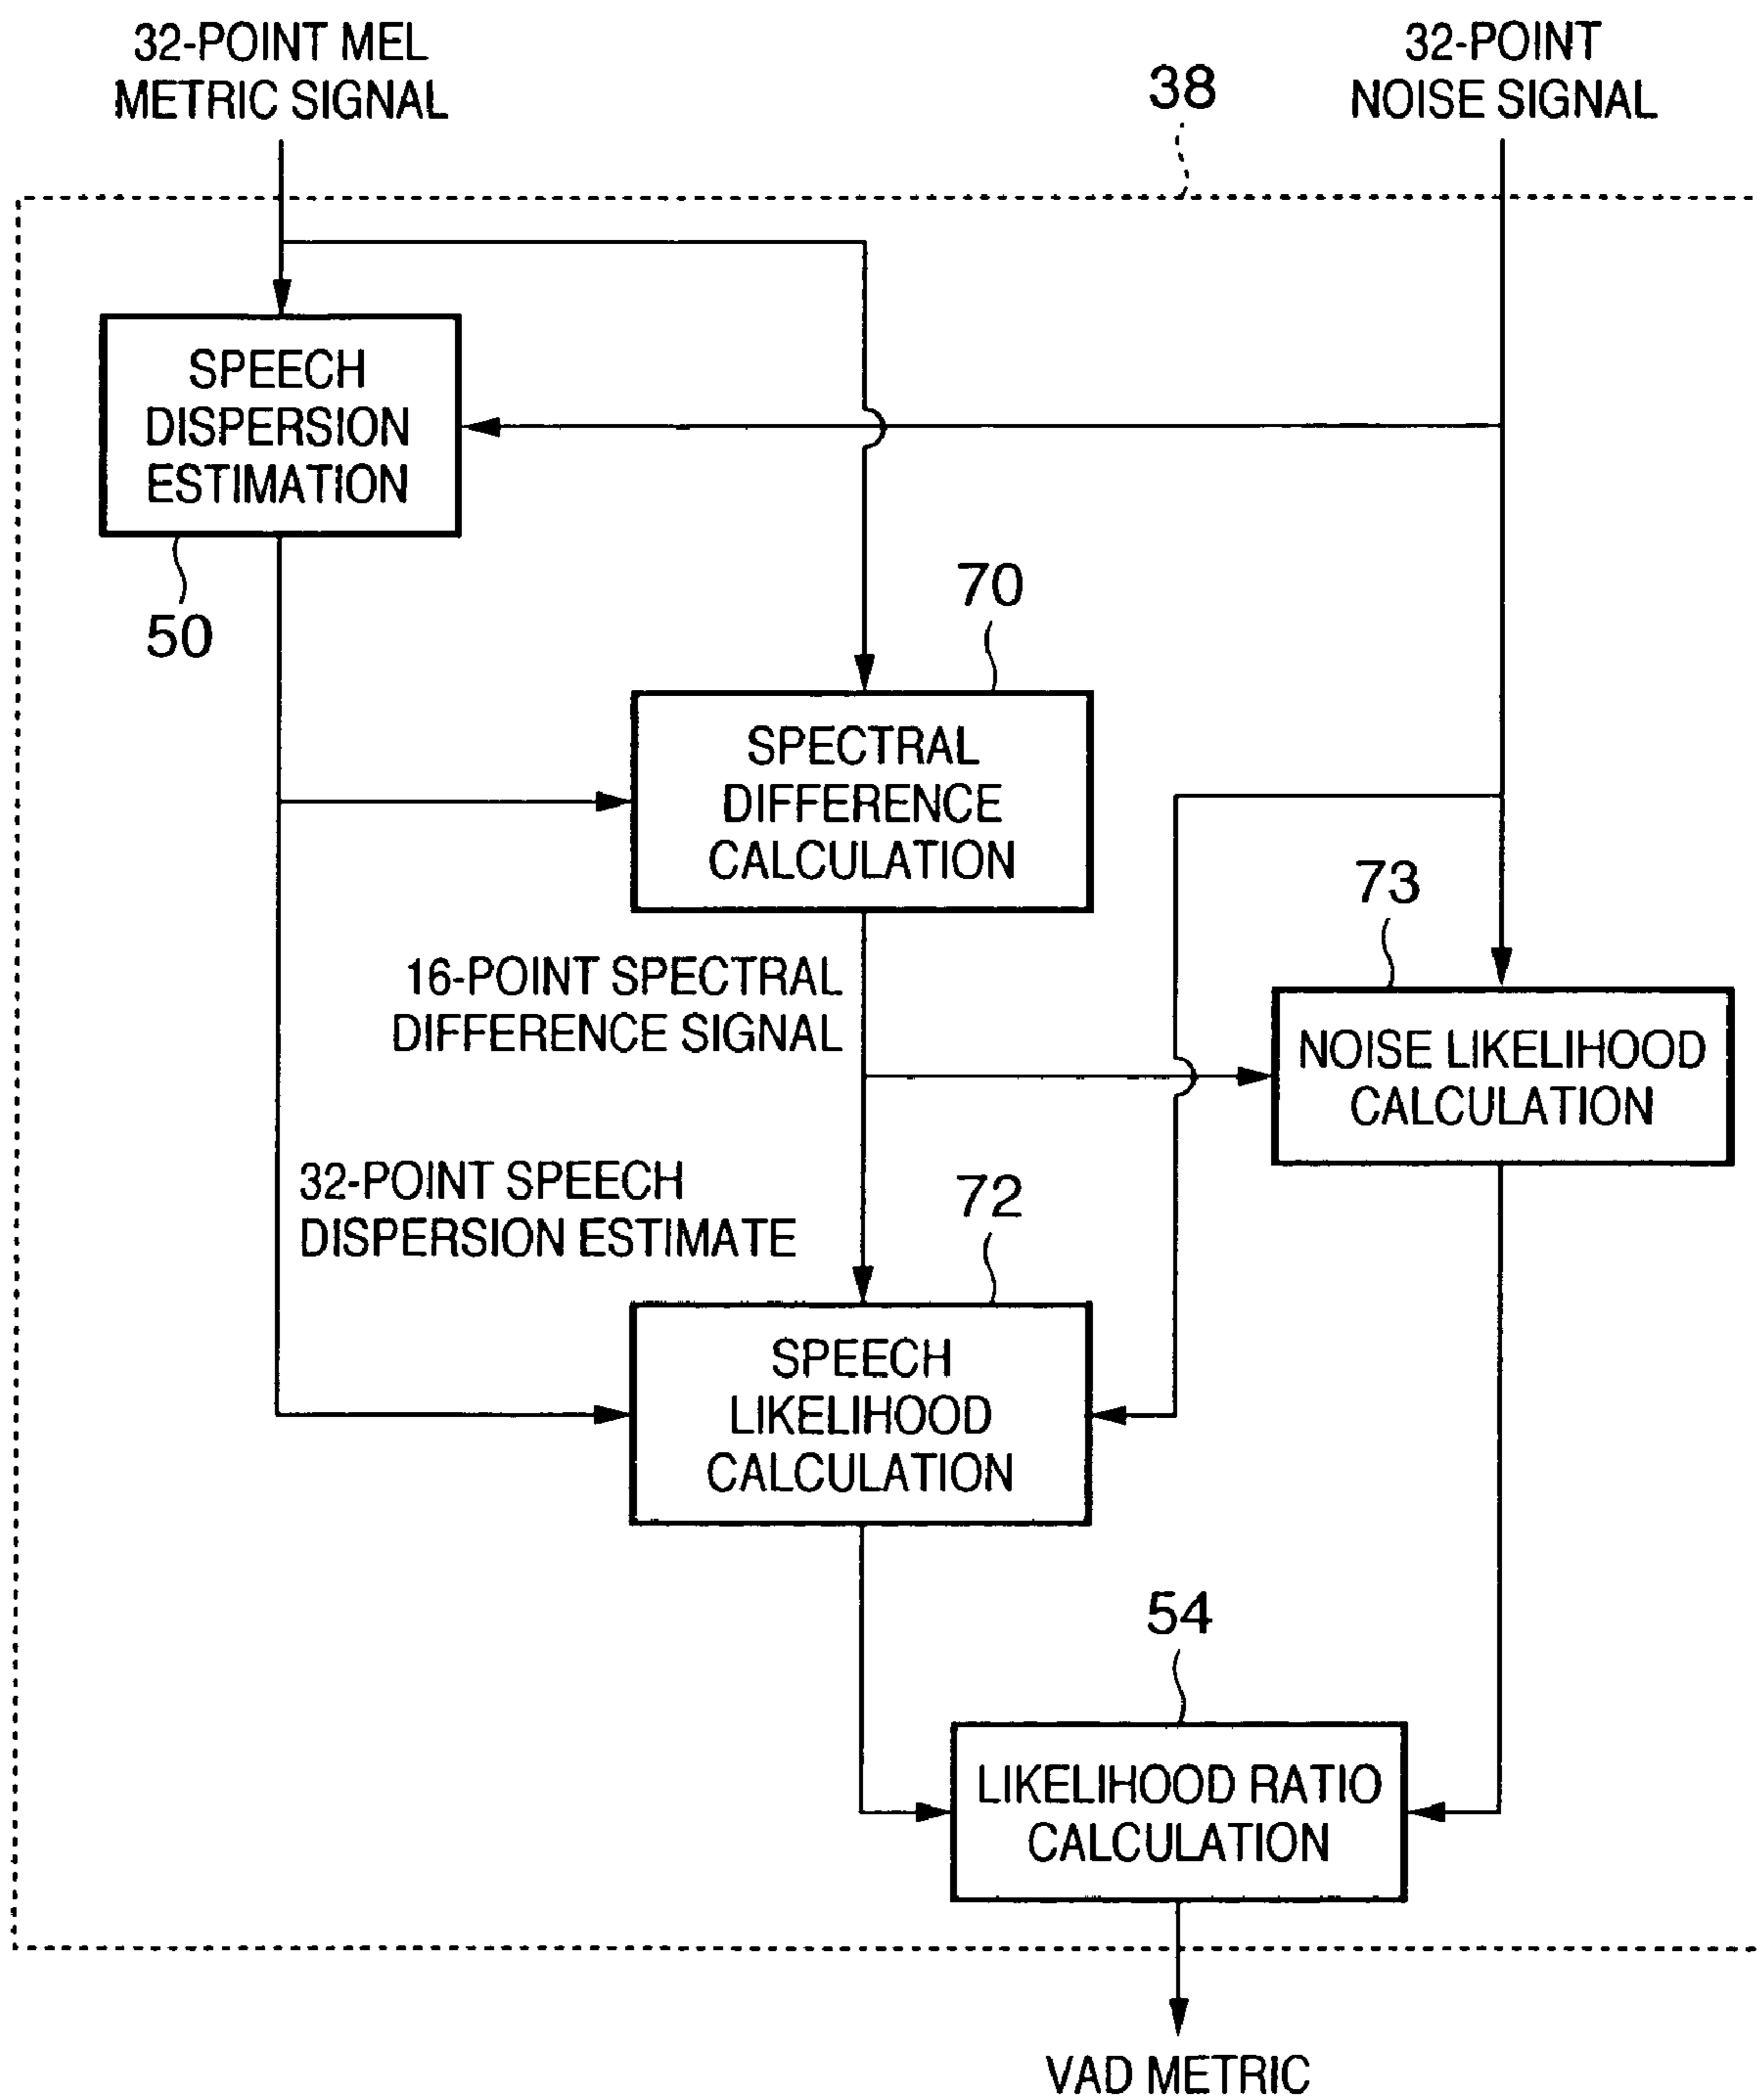 32-POINT MEL
METRIC SIGNAL
32-POINT
NOISE SIGNAL
38
SPEECH
DISPERSION
ESTIMATION
50
70
SPECTRAL
DIFFERENCE
CALCULATION
73
16-POINT SPECTRAL
DIFFERENCE SIGNAL
NOISE LIKELIHOOD
CALCULATION
32-POINT SPEECH
DISPERSION ESTIMATE
72
SPEECH
LIKELIHOOD
CALCULATION
54
LIKELIHOOD RATIO
CALCULATION
VAD METRIC